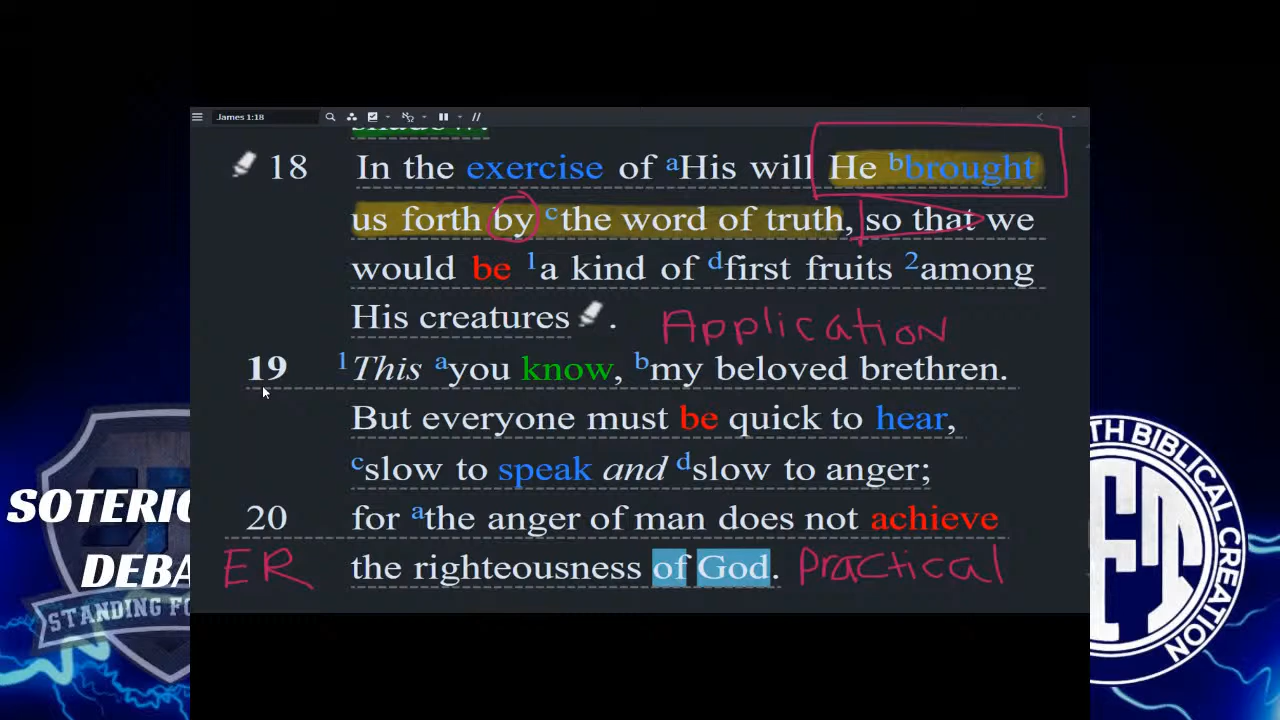 James 1:18
shadow.
18 In the exercise of aHis will He bbrought
us forth by cthe word of truth, so that we
would be 1a kind of dfirst fruits 2among
His creatures.
Application
19 1This ayou know, bmy beloved brethren.
But everyone must be quick to hear,
cslow to speak and dslow to anger;
20 for athe anger of man does not achieve
ER the righteousness of God. Practical
SOTERIO
DEBA
STANDING FO
TH BIBLICAL CREATION
FT